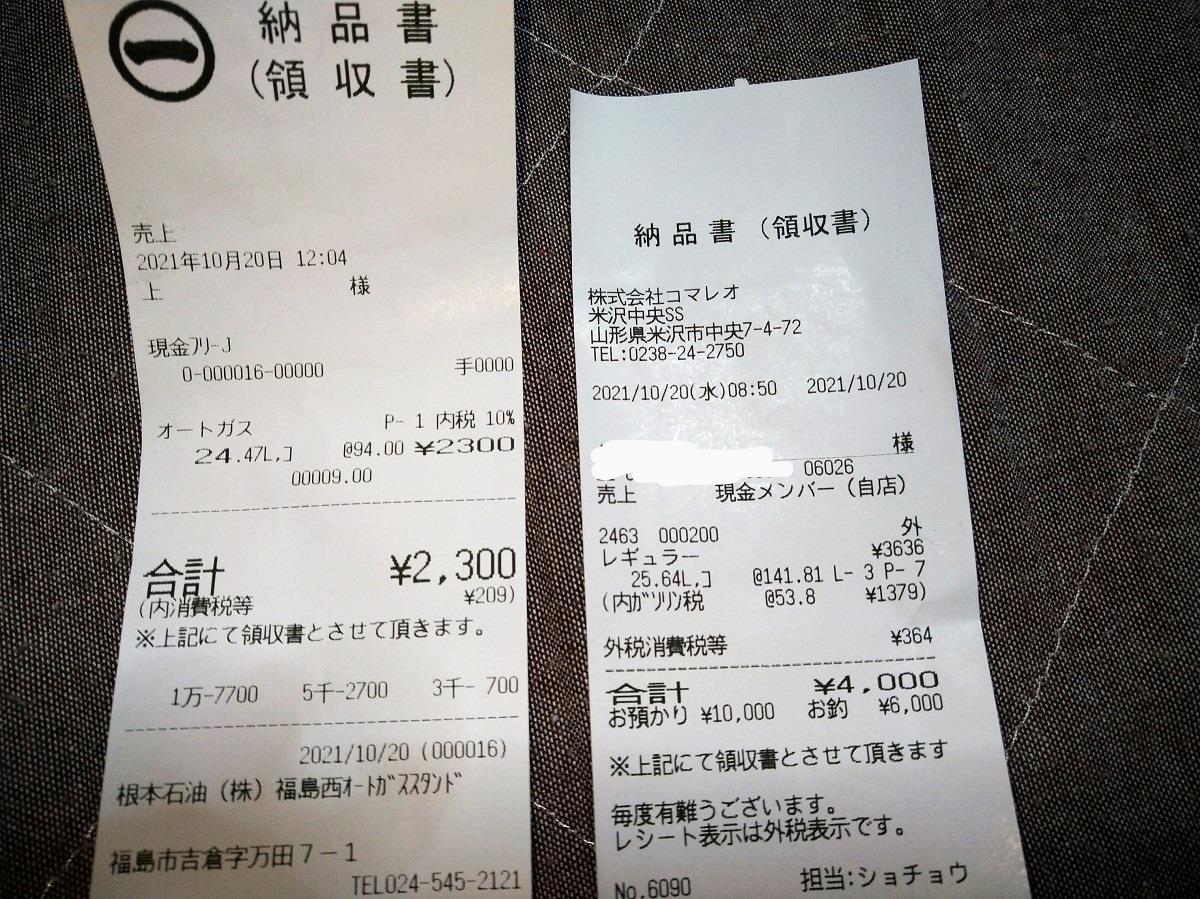 一
納品書
(領収書)
売上
2021年10月20日 12:04
上 様
現金フリーJ
0-000016-00000 手0000
オートガス P- 1 内税 10%
24.47L,コ @94.00 ¥2300
00009.00
合計 ¥2,300
(内消費税等 ¥209)
※上記にて領収書とさせて頂きます。
1万-7700 5千-2700 3千- 700
2021/10/20 (000016)
根本石油(株)福島西オートガススタンド
福島市吉倉字万田7-1
TEL024-545-2121
納品書(領収書)
株式会社コマレオ
米沢中央SS
山形県米沢市中央7-4-72
TEL:0238-24-2750
2021/10/20(水)08:50 2021/10/20
様
06026
売上 現金メンバー(自店)
2463 000200 外
レギュラー ¥3636
25.64L,コ @141.81 L- 3 P- 7
(内ガソリン税 @53.8 ¥1379)
外税消費税等 ¥364
合計 ¥4,000
お預かり ¥10,000 お釣 ¥6,000
※上記にて領収書とさせて頂きます
毎度有難うございます。
レシート表示は外税表示です。
No.6090 担当:ショチョウ